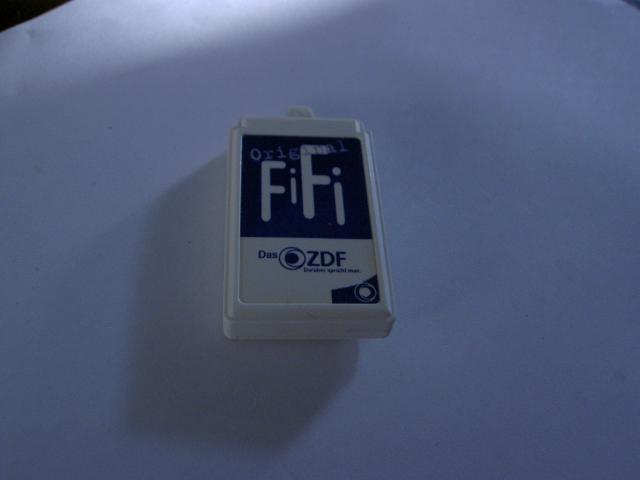 Original
FiFi
Das ZDF
Darüber spricht man.